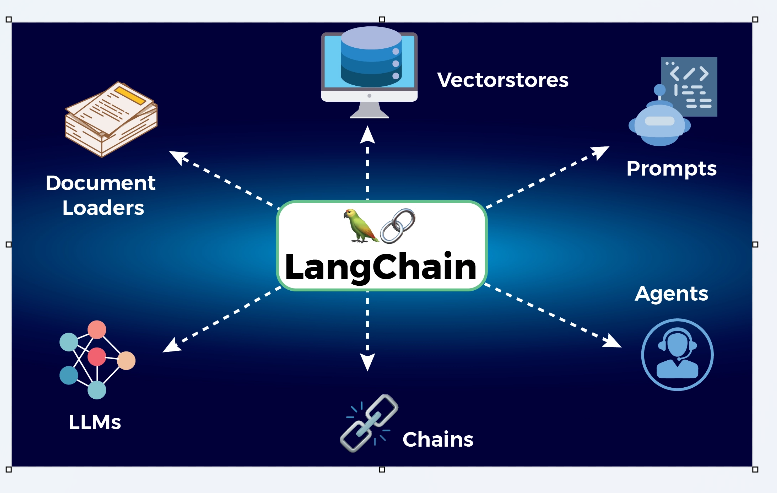 Vectorstores
Document
Loaders
Prompts
LangChain
Agents
LLMs
Chains